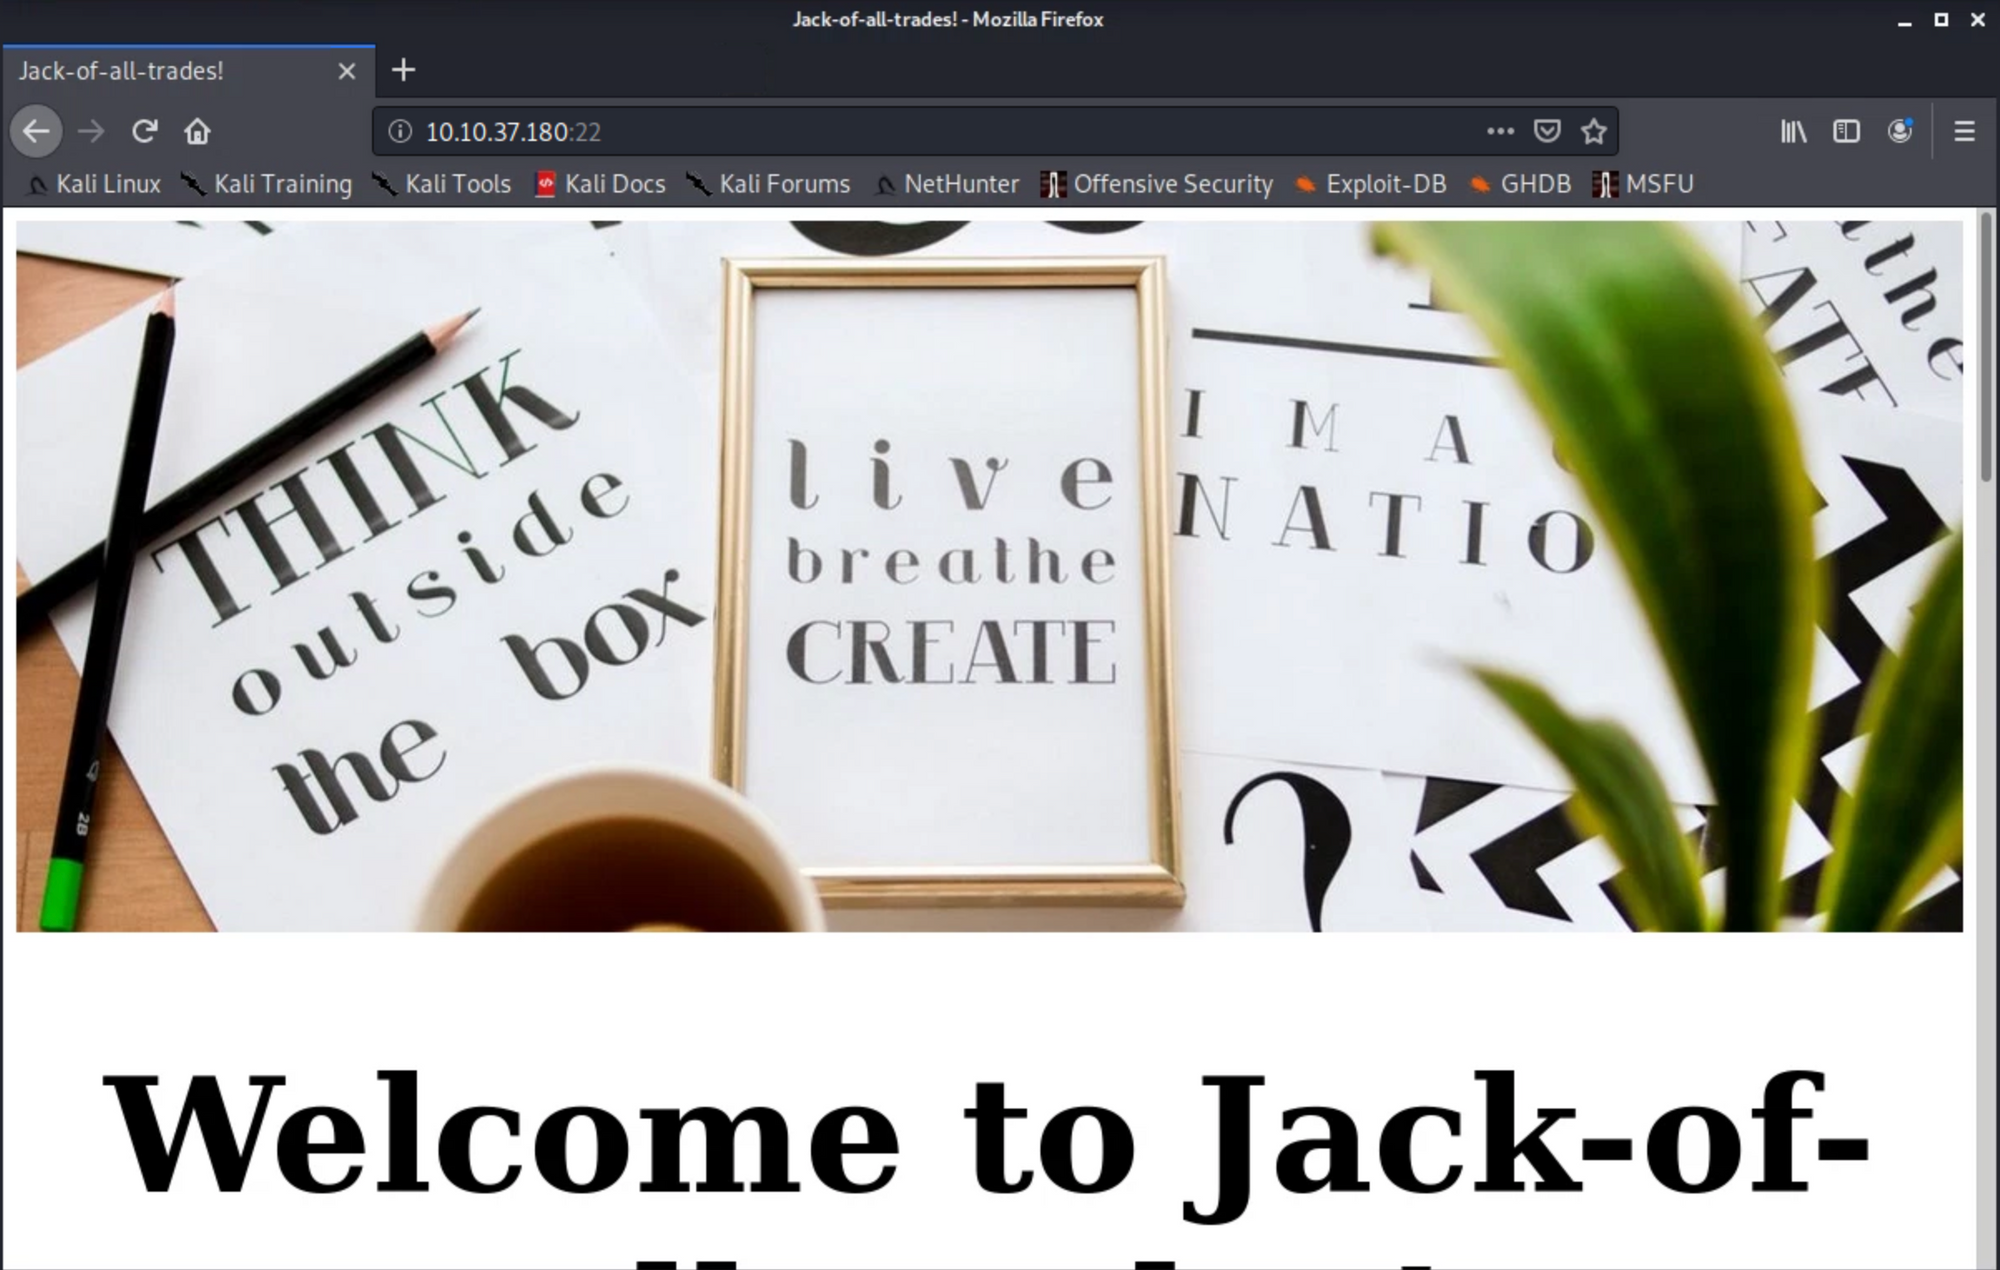 Jack-of-all-trades! - Mozilla Firefox
Jack-of-all-trades!
10.10.37.180:22
Kali Linux Kali Training Kali Tools Kali Docs Kali Forums NetHunter Offensive Security Exploit-DB GHDB MSFU
THINK
outside
the box
2B
live
breathe
CREATE
I M A
N A T I O
the
?
Welcome to Jack-of-